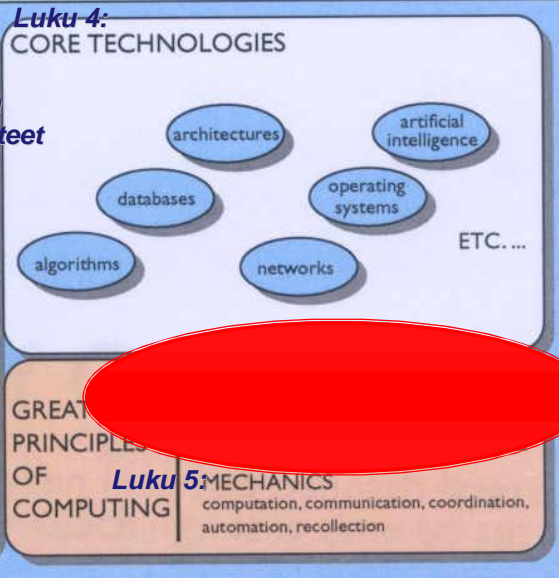 Luku 4:
CORE TECHNOLOGIES
teet
architectures
artificial
intelligence
databases
operating
systems
algorithms
networks
ETC. ...
GREAT
PRINCIPLES
OF
COMPUTING
Luku 5:
MECHANICS
computation, communication, coordination,
automation, recollection